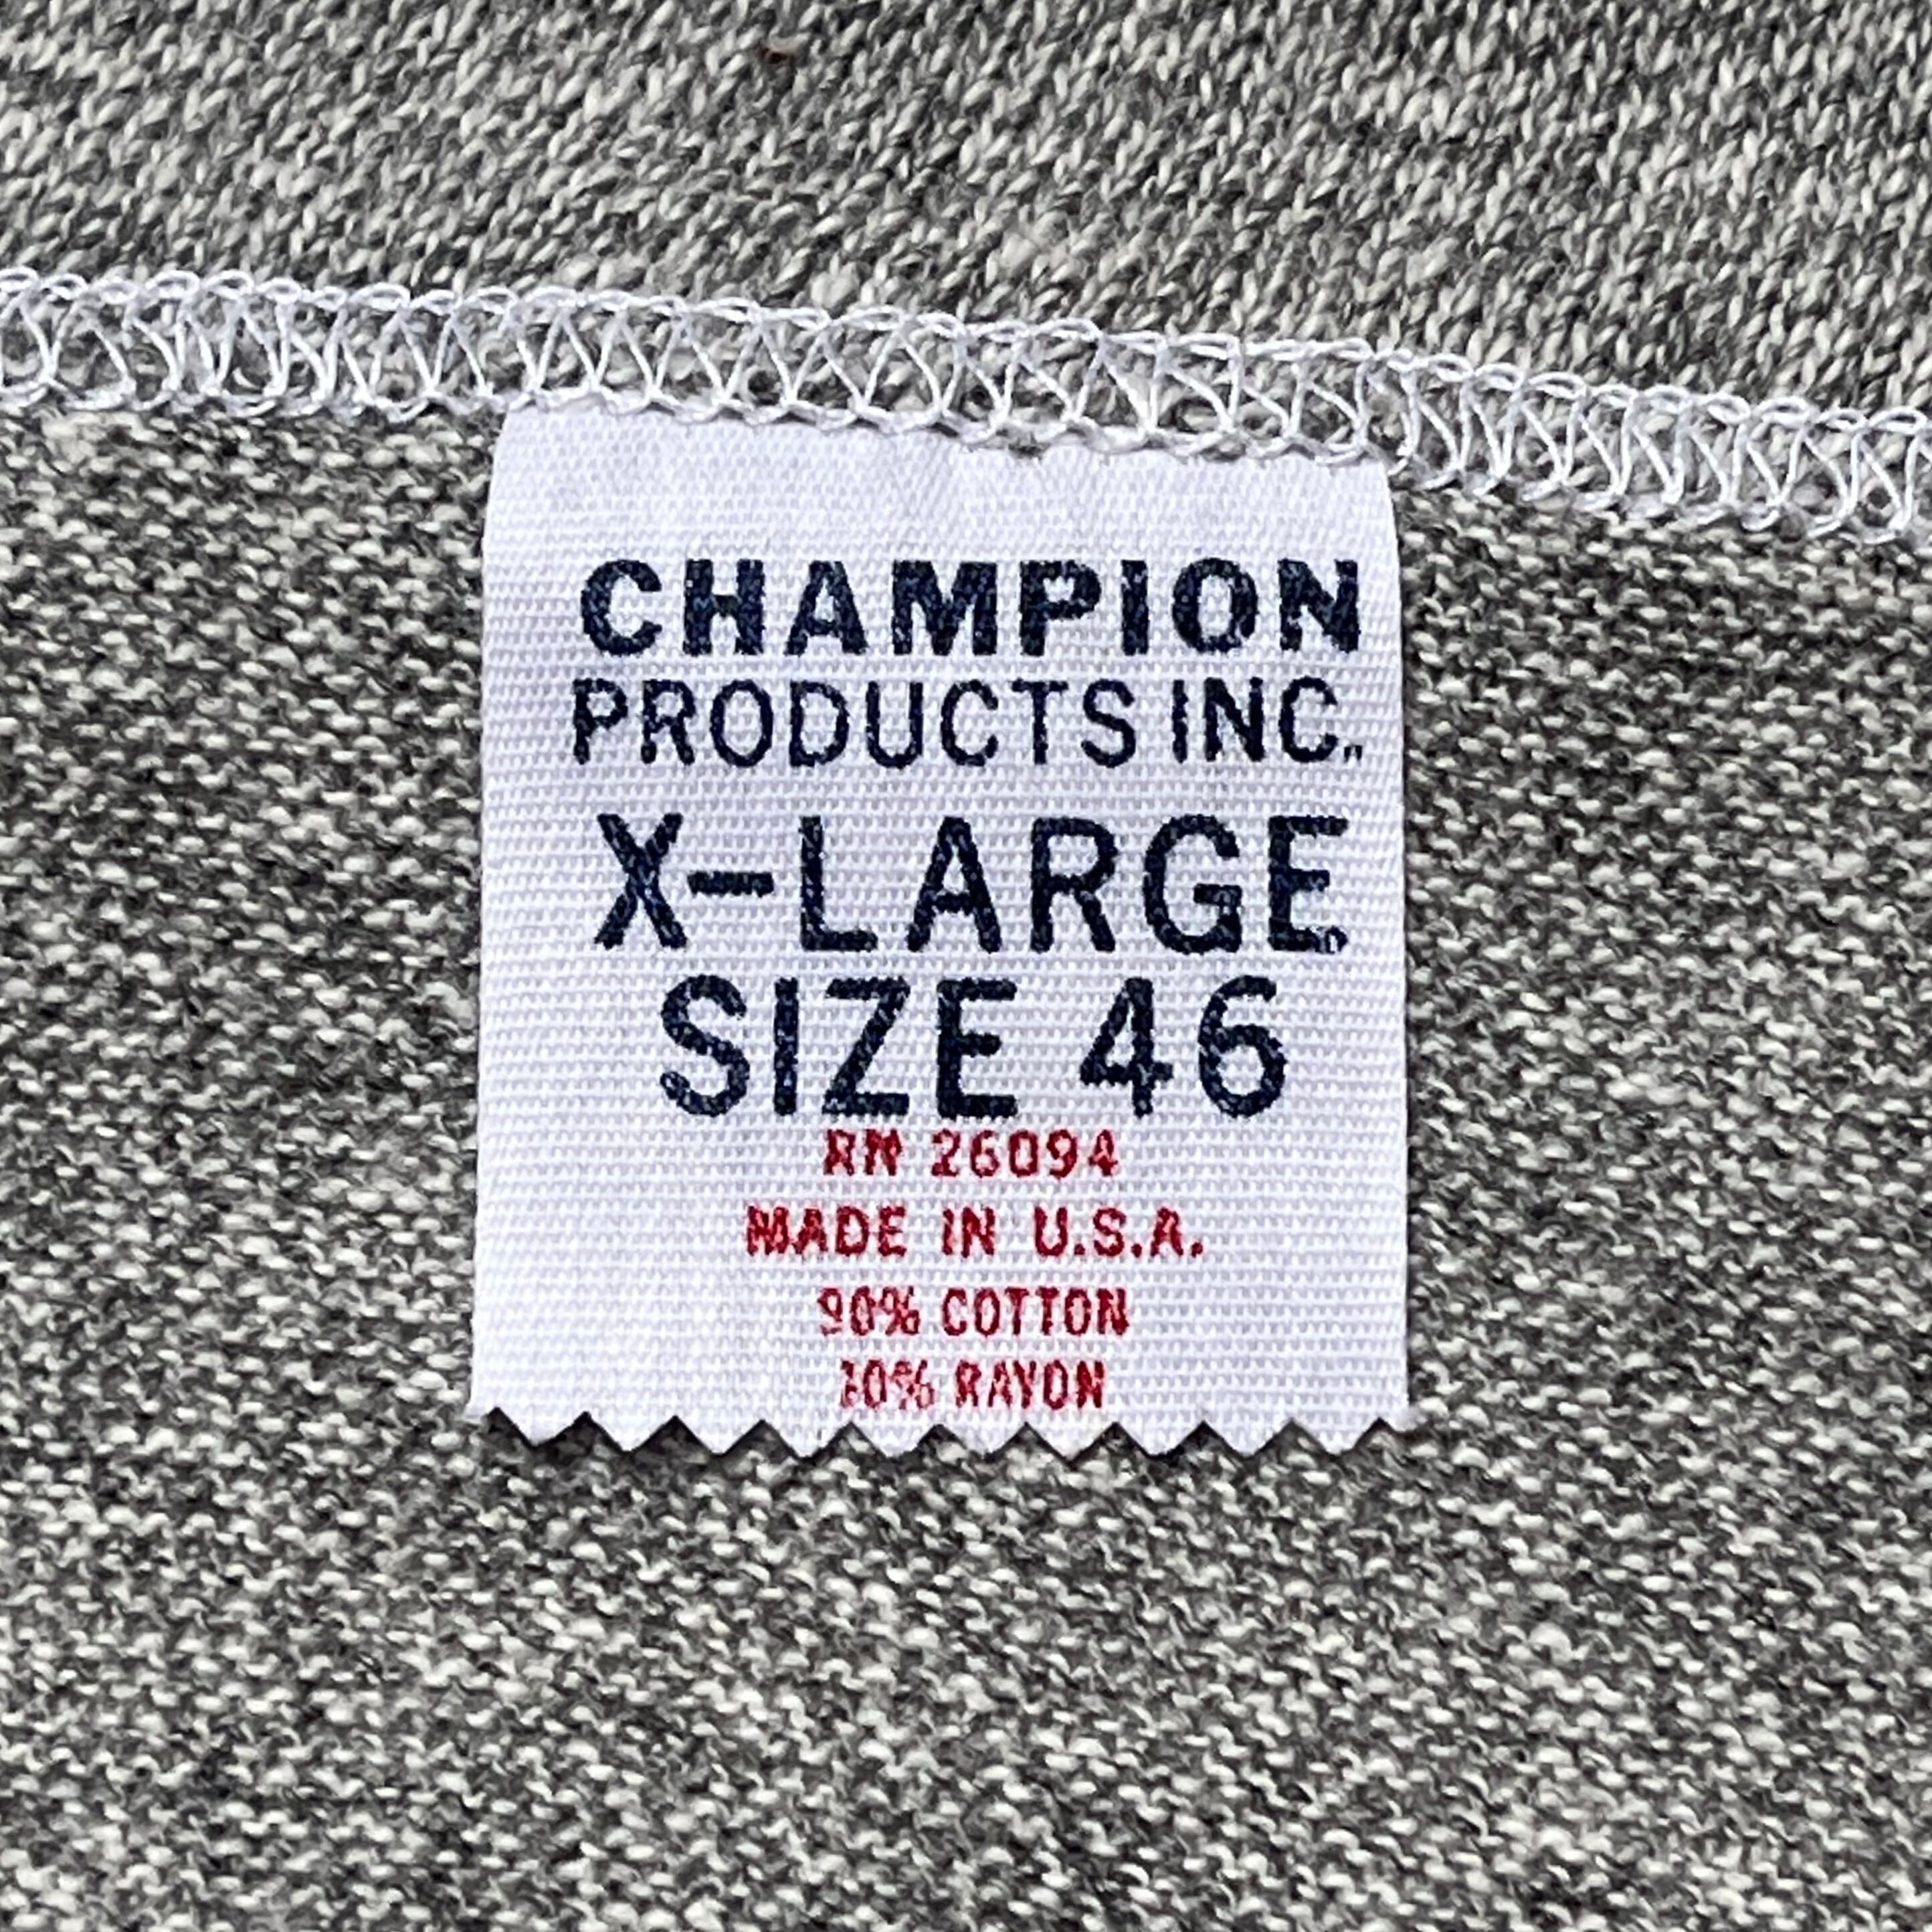 CHAMPION
PRODUCTS INC.
X-LARGE
SIZE 46
RN 26094
MADE IN U.S.A.
90% COTTON
10% RAYON